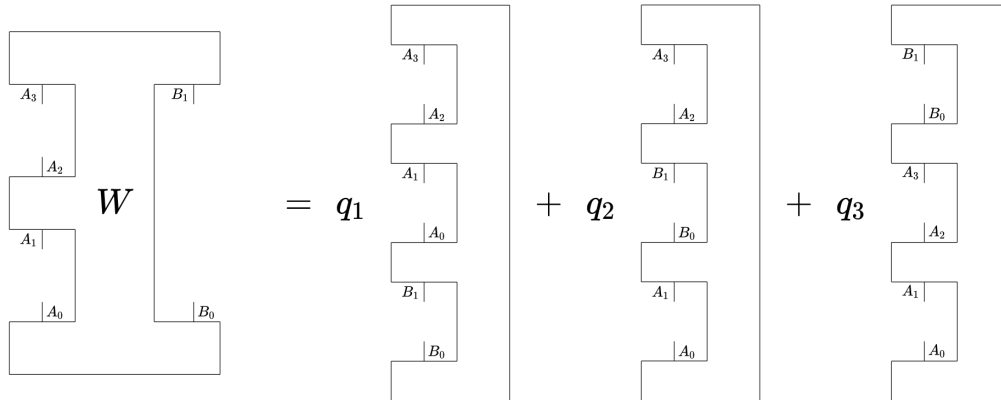 A₃ B₁
A₂
W
A₁
A₀ B₀
= q₁
A₃
A₂
A₁
A₀
B₁
B₀
+ q₂
A₃
A₂
B₁
B₀
A₁
A₀
+ q₃
B₁
B₀
A₃
A₂
A₁
A₀